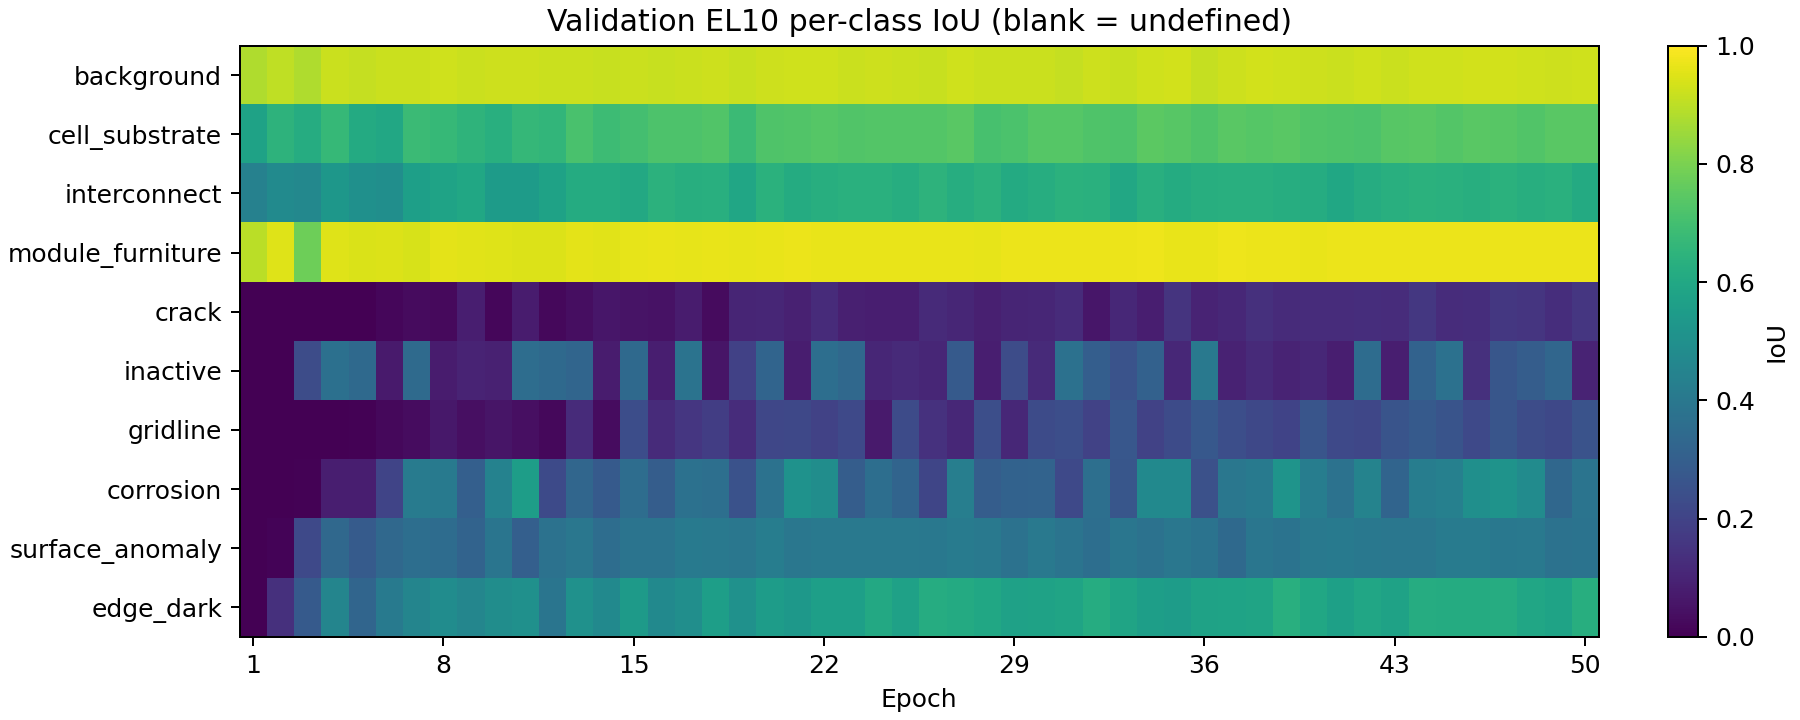 Validation EL10 per-class IoU (blank = undefined)
background
cell_substrate
interconnect
module_furniture
crack
inactive
gridline
corrosion
surface_anomaly
edge_dark
1 8 15 22 29 36 43 50
Epoch
1.0
0.8
0.6
0.4
0.2
0.0
IoU